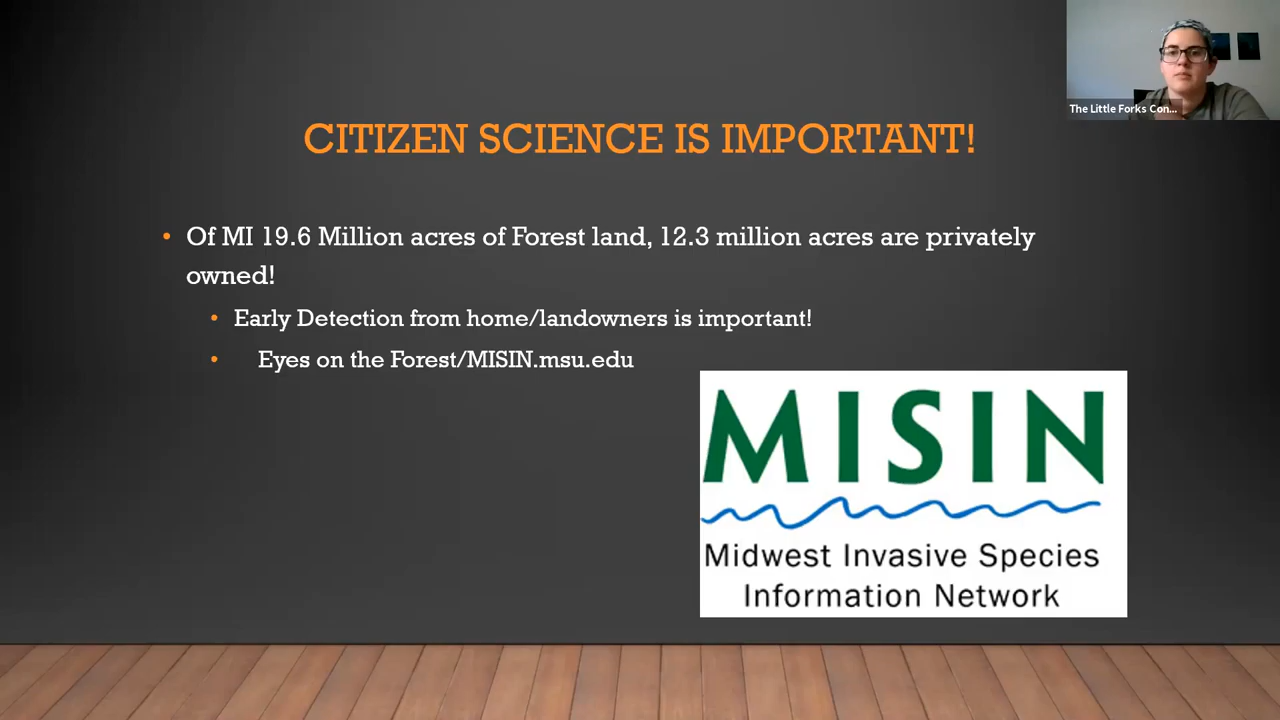 The Little Forks Con...
CITIZEN SCIENCE IS IMPORTANT!
• Of MI 19.6 Million acres of Forest land, 12.3 million acres are privately
owned!
• Early Detection from home/landowners is important!
• Eyes on the Forest/MISIN.msu.edu
MISIN
Midwest Invasive Species
Information Network